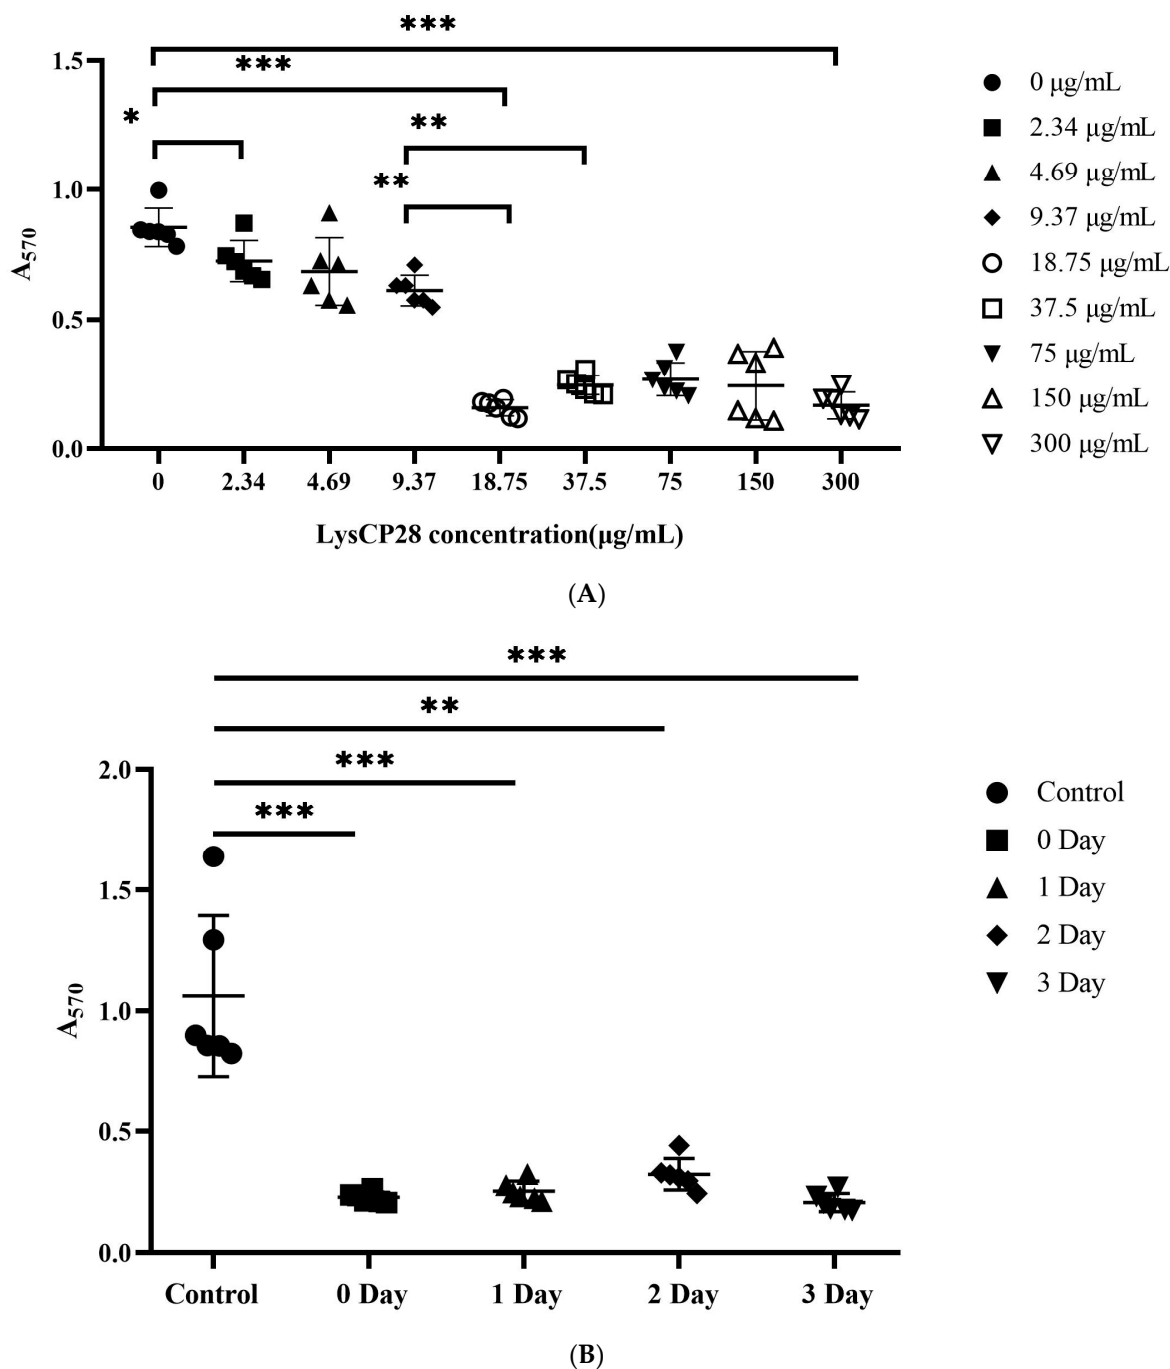 ***
***
*
**
**
1.5
1.0
0.5
0.0
A570
0 2.34 4.69 9.37 18.75 37.5 75 150 300
LysCP28 concentration(μg/mL)
0 μg/mL
2.34 μg/mL
4.69 μg/mL
9.37 μg/mL
18.75 μg/mL
37.5 μg/mL
75 μg/mL
150 μg/mL
300 μg/mL
(A)
***
**
***
***
2.0
1.5
1.0
0.5
0.0
A570
Control 0 Day 1 Day 2 Day 3 Day
Control
0 Day
1 Day
2 Day
3 Day
(B)